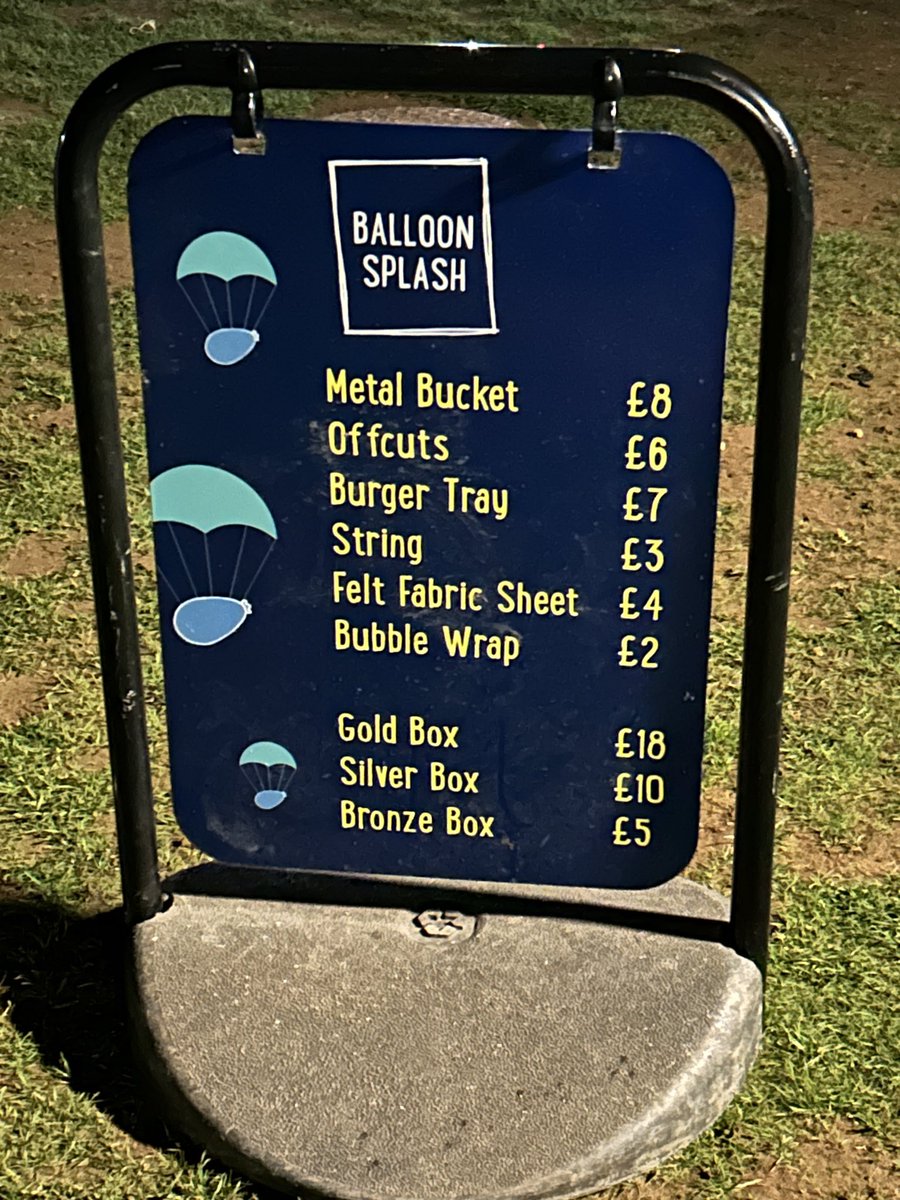 BALLOON
SPLASH
Metal Bucket £8
Offcuts £6
Burger Tray £7
String £3
Felt Fabric Sheet £4
Bubble Wrap £2
Gold Box £18
Silver Box £10
Bronze Box £5